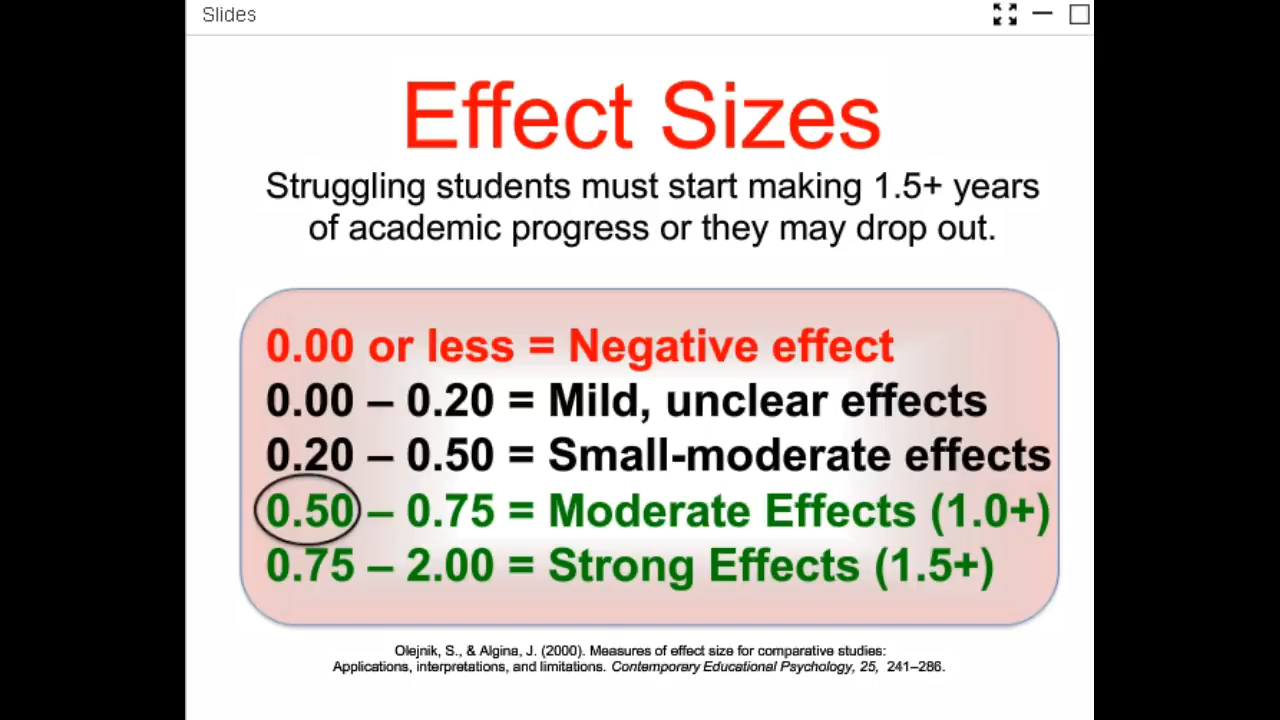 Slides
Effect Sizes
Struggling students must start making 1.5+ years
of academic progress or they may drop out.
0.00 or less = Negative effect
0.00 – 0.20 = Mild, unclear effects
0.20 – 0.50 = Small-moderate effects
0.50 – 0.75 = Moderate Effects (1.0+)
0.75 – 2.00 = Strong Effects (1.5+)
Olejnik, S., & Algina, J. (2000). Measures of effect size for comparative studies:
Applications, interpretations, and limitations. Contemporary Educational Psychology, 25, 241–286.